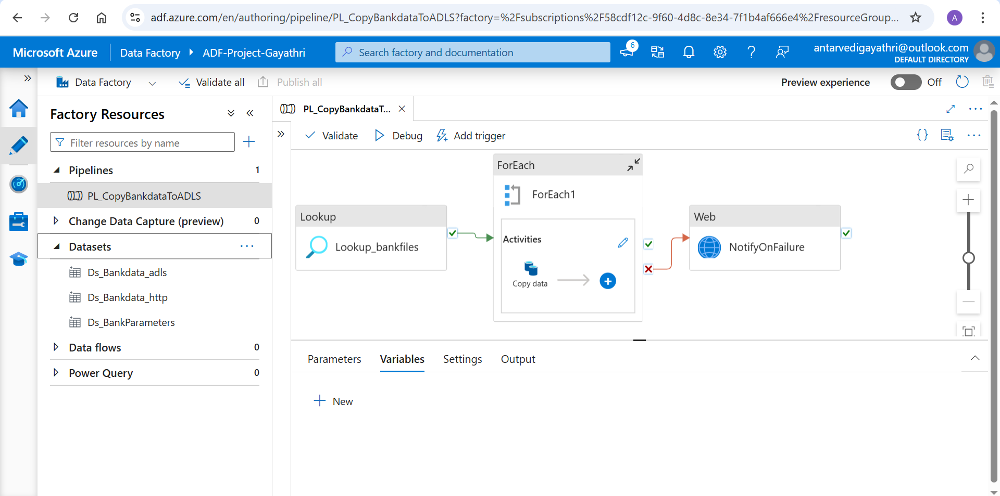 adf.azure.com/en/authoring/pipeline/PL_CopyBankdataToADLS?factory=%2Fsubscriptions%2F58cdf12c-9f60-4d8c-8e34-7f1b4af666e4%2FresourceGroup...
A
Microsoft Azure
Data Factory
ADF-Project-Gayathri
Search factory and documentation
6
antarvedigayathri@outlook.com
DEFAULT DIRECTORY
Data Factory
Validate all
Publish all
Preview experience
Off
Factory Resources
Filter resources by name
Pipelines 1
PL_CopyBankdataToADLS
Change Data Capture (preview) 0
Datasets
Ds_Bankdata_adls
Ds_Bankdata_http
Ds_BankParameters
Data flows 0
Power Query 0
PL_CopyBankdataT...
Validate
Debug
Add trigger
Lookup
Lookup_bankfiles
ForEach
ForEach1
Activities
Copy data
Web
NotifyOnFailure
Parameters
Variables
Settings
Output
New